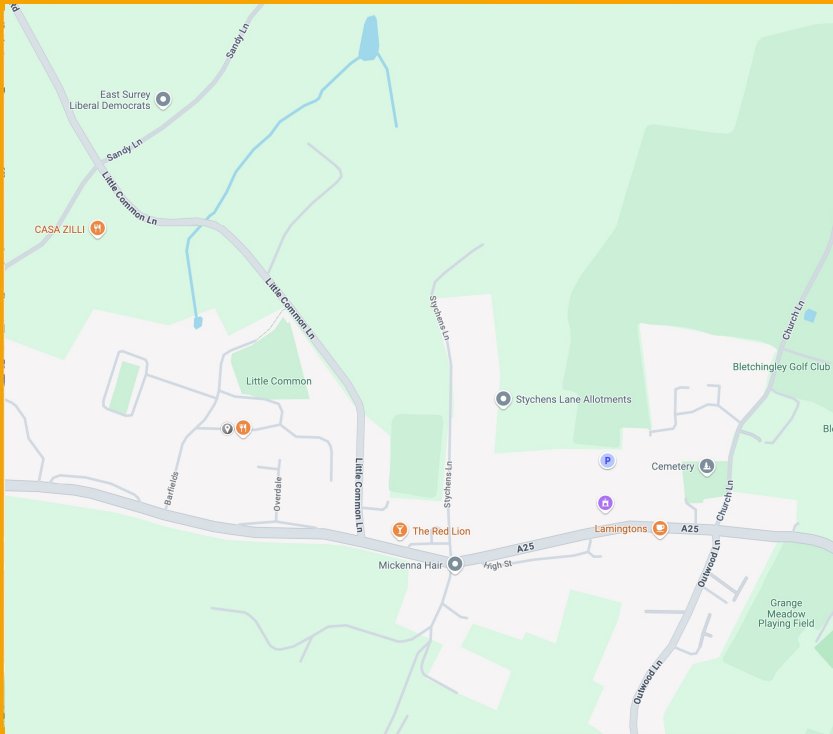 Rd
Sandy Ln
East Surrey
Liberal Democrats
Sandy Ln
Little Common Ln
CASA ZILLI
Little Common Ln
Stychens Ln
Church Ln
Bletchingley Golf Club
Little Common
Stychens Lane Allotments
Ble
P
Cemetery
Barfields
Overdale
Little Common Ln
Stychens Ln
Church Ln
The Red Lion
Lamingtons
A25
A25
Mickenna Hair
High St
Outwood Ln
Grange
Meadow
Playing Field
Outwood Ln